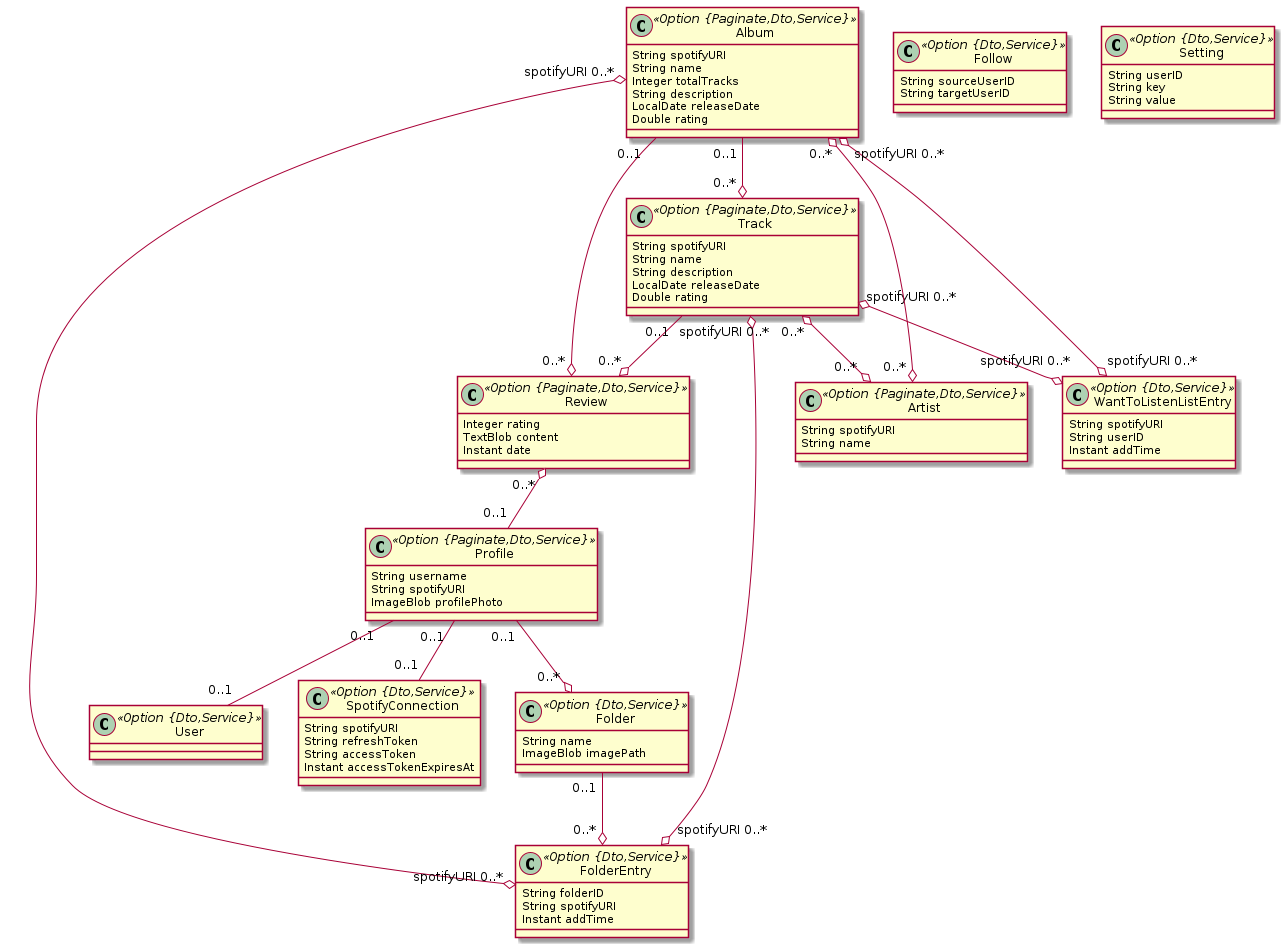 C «Option {Paginate,Dto,Service}»
Album
String spotifyURI
String name
Integer totalTracks
String description
LocalDate releaseDate
Double rating
C «Option {Dto,Service}»
Follow
String sourceUserID
String targetUserID
C «Option {Dto,Service}»
Setting
String userID
String key
String value
spotifyURI 0..*
0..1
0..1
0..*
spotifyURI 0..*
0..*
C «Option {Paginate,Dto,Service}»
Track
String spotifyURI
String name
String description
LocalDate releaseDate
Double rating
spotifyURI 0..*
0..1
spotifyURI 0..*
0..*
0..*
0..*
0..*
0..*
spotifyURI 0..*
spotifyURI 0..*
C «Option {Paginate,Dto,Service}»
Review
Integer rating
TextBlob content
Instant date
C «Option {Paginate,Dto,Service}»
Artist
String spotifyURI
String name
C «Option {Dto,Service}»
WantToListenListEntry
String spotifyURI
String userID
Instant addTime
0..*
0..1
C «Option {Paginate,Dto,Service}»
Profile
String username
String spotifyURI
ImageBlob profilePhoto
0..1
0..1
0..1
0..1
0..1
0..*
C «Option {Dto,Service}»
User
C «Option {Dto,Service}»
SpotifyConnection
String spotifyURI
String refreshToken
String accessToken
Instant accessTokenExpiresAt
C «Option {Dto,Service}»
Folder
String name
ImageBlob imagePath
0..1
0..*
spotifyURI 0..*
spotifyURI 0..*
C «Option {Dto,Service}»
FolderEntry
String folderID
String spotifyURI
Instant addTime